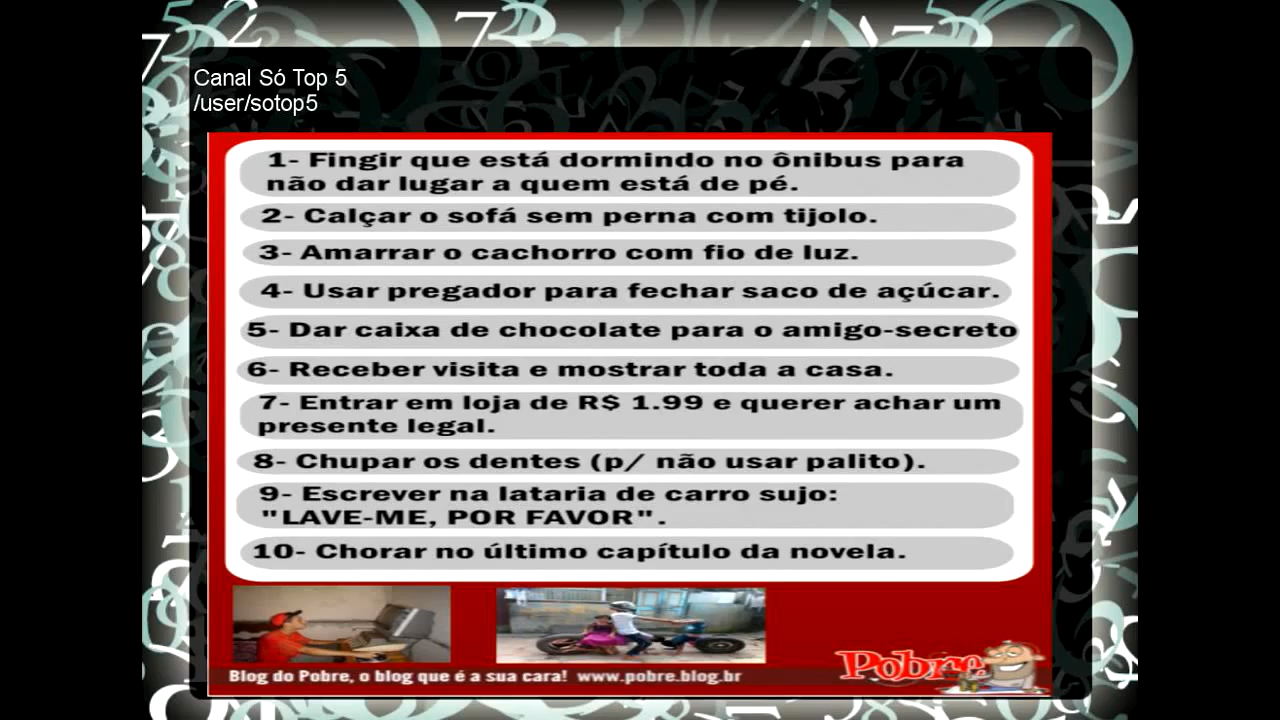 Canal Só Top 5
/user/sotop5
1- Fingir que está dormindo no ônibus para
não dar lugar a quem está de pé.
2- Calçar o sofá sem perna com tijolo.
3- Amarrar o cachorro com fio de luz.
4- Usar pregador para fechar saco de açúcar.
5- Dar caixa de chocolate para o amigo-secreto
6- Receber visita e mostrar toda a casa.
7- Entrar em loja de R$ 1.99 e querer achar um
presente legal.
8- Chupar os dentes (p/ não usar palito).
9- Escrever na lataria de carro sujo:
"LAVE-ME, POR FAVOR".
10- Chorar no último capítulo da novela.
Blog do Pobre, o blog que é a sua cara! www.pobre.blog.br
Pobre